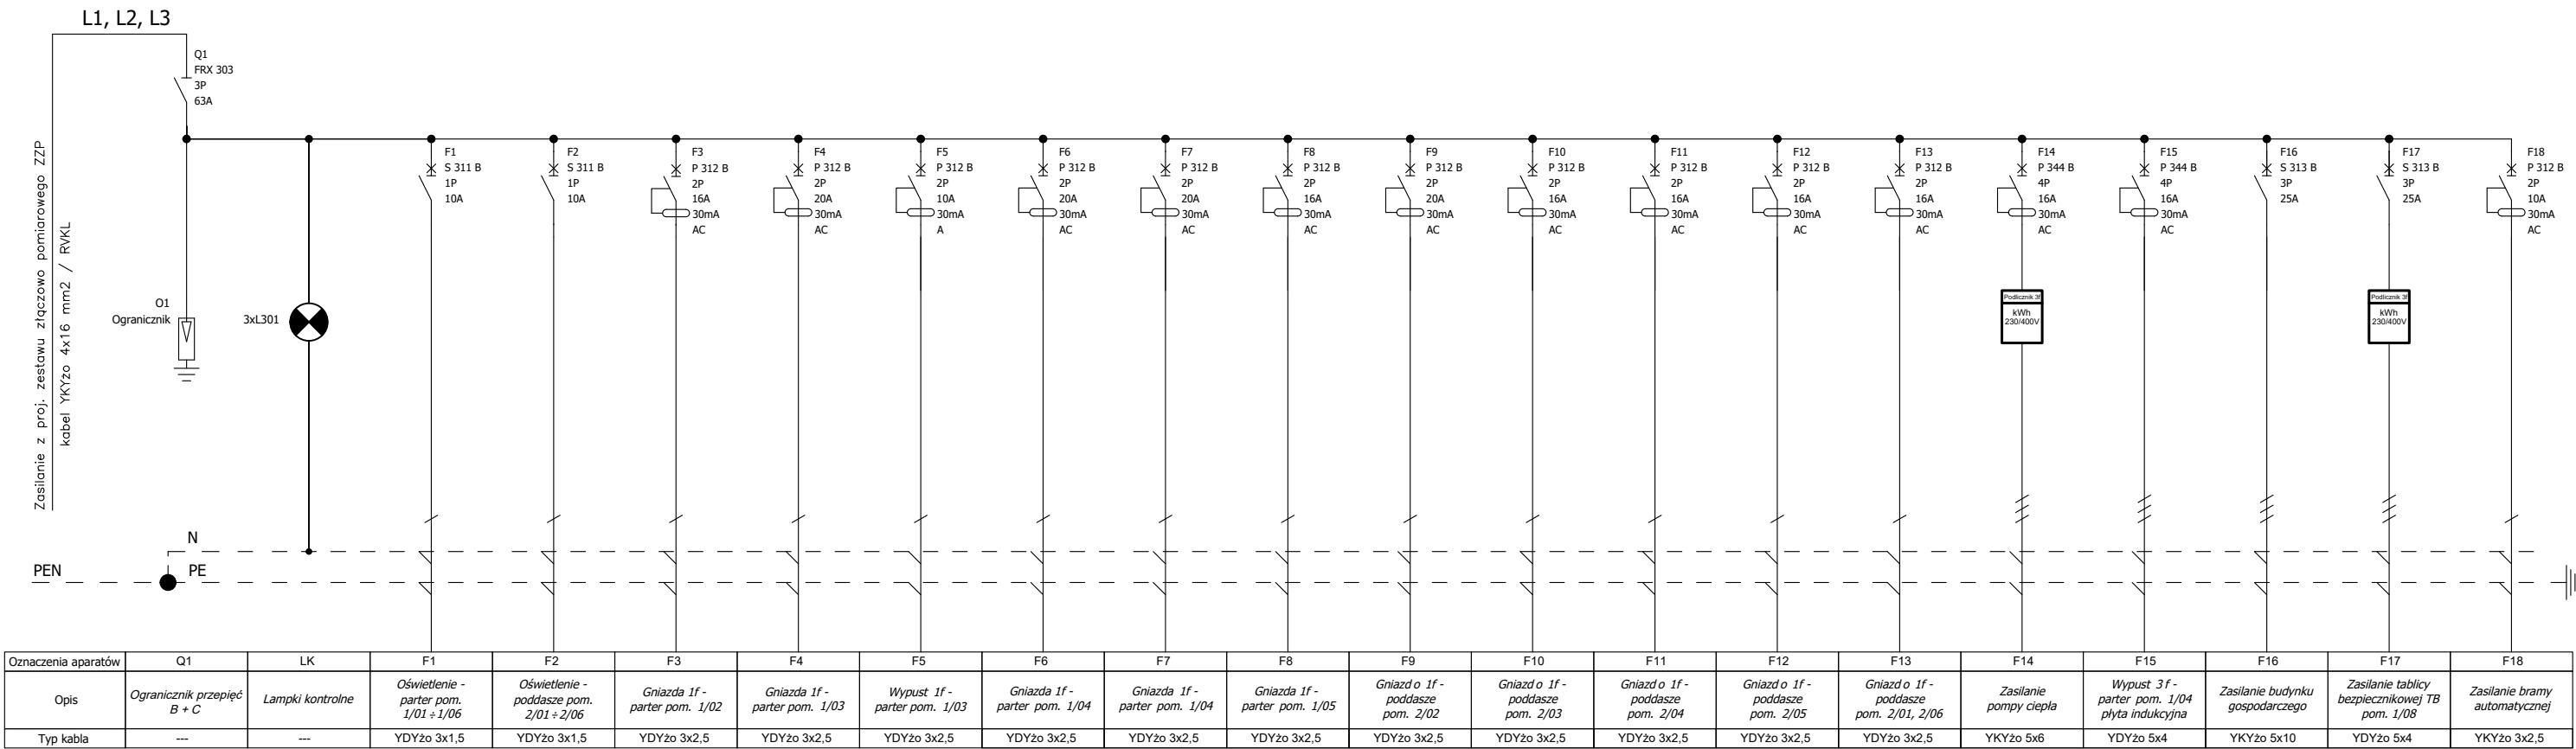 L1, L2, L3
Zasilanie z proj. zestawu złączowo pomiarowego ZZP
kabel YKYżo 4x16 mm2 / RVKL
Q1
FRX 303
3P
63A
O1
Ogranicznik
3xL301
F1
S 311 B
1P
10A
F2
S 311 B
1P
10A
F3
P 312 B
2P
16A
30mA
AC
F4
P 312 B
2P
20A
30mA
AC
F5
P 312 B
2P
10A
30mA
A
F6
P 312 B
2P
20A
30mA
AC
F7
P 312 B
2P
20A
30mA
AC
F8
P 312 B
2P
16A
30mA
AC
F9
P 312 B
2P
20A
30mA
AC
F10
P 312 B
2P
16A
30mA
AC
F11
P 312 B
2P
16A
30mA
AC
F12
P 312 B
2P
16A
30mA
AC
F13
P 312 B
2P
16A
30mA
AC
F14
P 344 B
4P
16A
30mA
AC
Podlicznik 3f
kWh
230/400V
F15
P 344 B
4P
16A
30mA
AC
F16
S 313 B
3P
25A
F17
S 313 B
3P
25A
Podlicznik 3f
kWh
230/400V
F18
P 312 B
2P
10A
30mA
AC
N
PEN
PE
Oznaczenia aparatów Q1 LK F1 F2 F3 F4 F5 F6 F7 F8 F9 F10 F11 F12 F13 F14 F15 F16 F17 F18
Opis
Ogranicznik przepięć
B + C
Lampki kontrolne
Oświetlenie -
parter pom.
1/01÷1/06
Oświetlenie -
poddasze pom.
2/01÷2/06
Gniazda 1f -
parter pom. 1/02
Gniazda 1f -
parter pom. 1/03
Wypust 1f -
parter pom. 1/03
Gniazda 1f -
parter pom. 1/04
Gniazda 1f -
parter pom. 1/04
Gniazda 1f -
parter pom. 1/05
Gniazd o 1f -
poddasze
pom. 2/02
Gniazd o 1f -
poddasze
pom. 2/03
Gniazd o 1f -
poddasze
pom. 2/04
Gniazd o 1f -
poddasze
pom. 2/05
Gniazd o 1f -
poddasze
pom. 2/01, 2/06
Zasilanie
pompy ciepła
Wypust 3f -
parter pom. 1/04
płyta indukcyjna
Zasilanie budynku
gospodarczego
Zasilanie tablicy
bezpiecznikowej TB
pom. 1/08
Zasilanie bramy
automatycznej
Typ kabla --- --- YDYżo 3x1,5 YDYżo 3x1,5 YDYżo 3x2,5 YDYżo 3x2,5 YDYżo 3x2,5 YDYżo 3x2,5 YDYżo 3x2,5 YDYżo 3x2,5 YDYżo 3x2,5 YDYżo 3x2,5 YDYżo 3x2,5 YDYżo 3x2,5 YDYżo 3x2,5 YKYżo 5x6 YDYżo 5x4 YKYżo 5x10 YDYżo 5x4 YKYżo 3x2,5